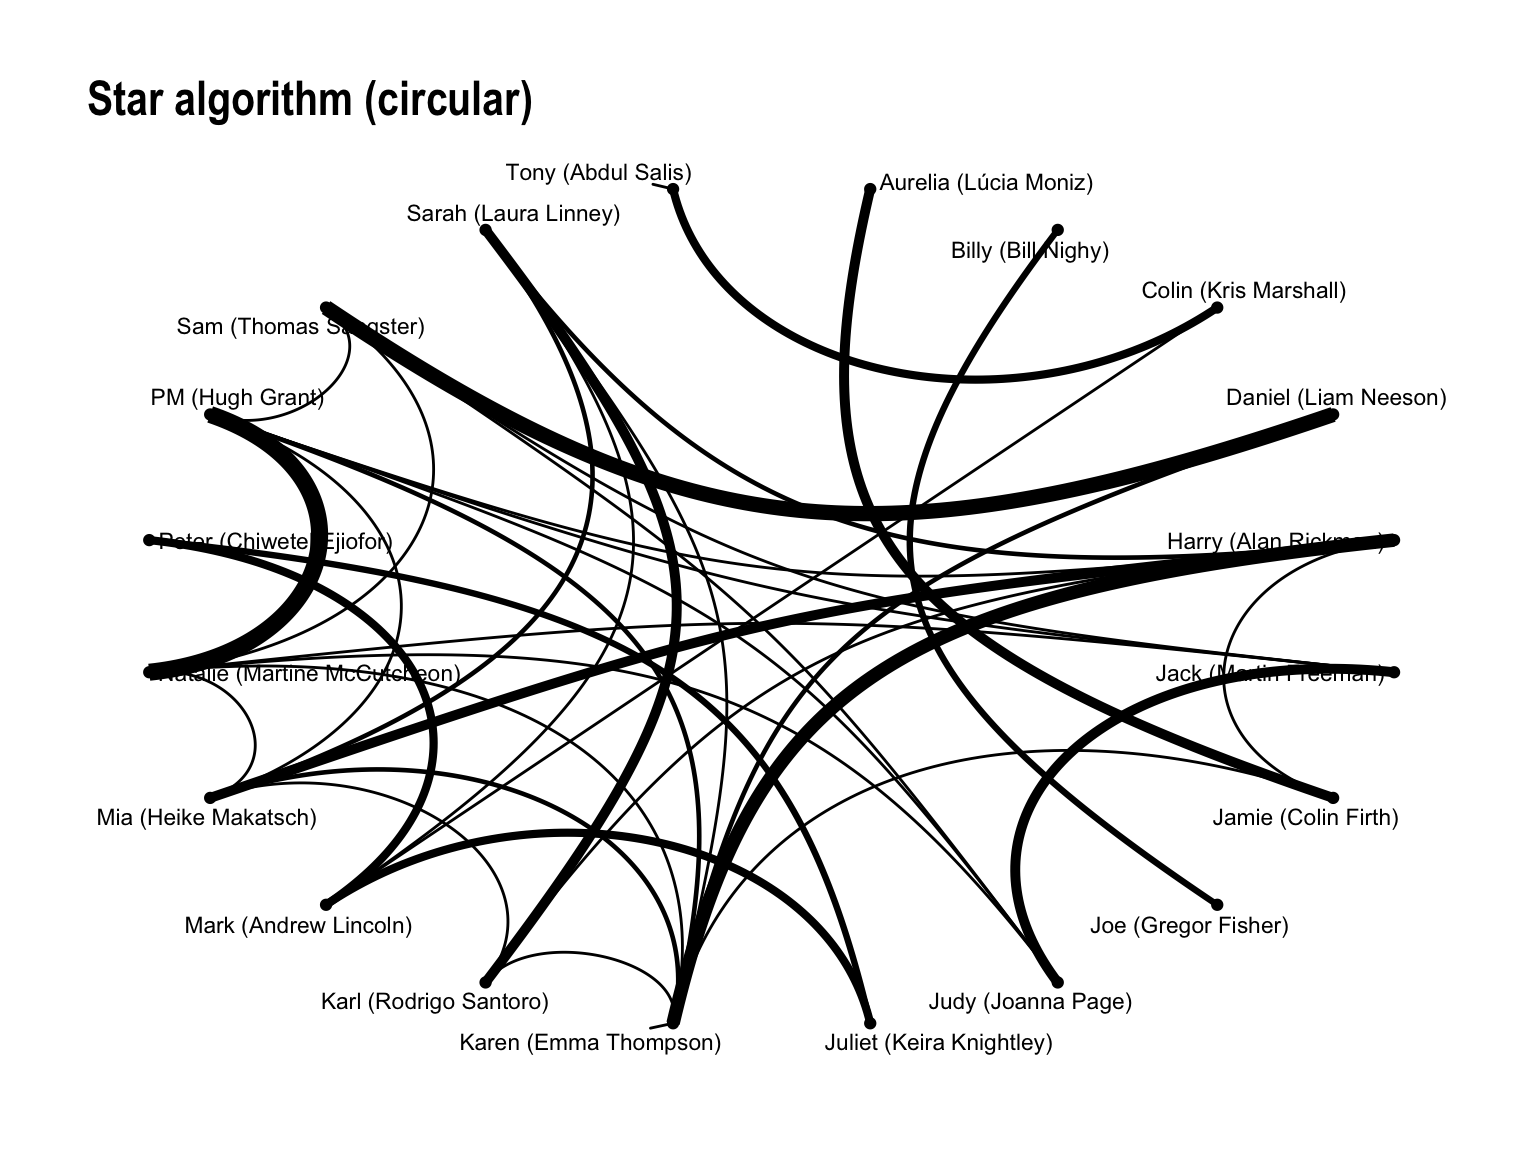 Star algorithm (circular)
Tony (Abdul Salis)
Aurelia (Lúcia Moniz)
Sarah (Laura Linney)
Billy (Bill Nighy)
Colin (Kris Marshall)
Sam (Thomas Sangster)
PM (Hugh Grant)
Daniel (Liam Neeson)
Peter (Chiwetel Ejiofor)
Harry (Alan Rickman)
Natalie (Martine McCutcheon)
Jack (Martin Freeman)
Mia (Heike Makatsch)
Jamie (Colin Firth)
Mark (Andrew Lincoln)
Joe (Gregor Fisher)
Karl (Rodrigo Santoro)
Judy (Joanna Page)
Karen (Emma Thompson)
Juliet (Keira Knightley)